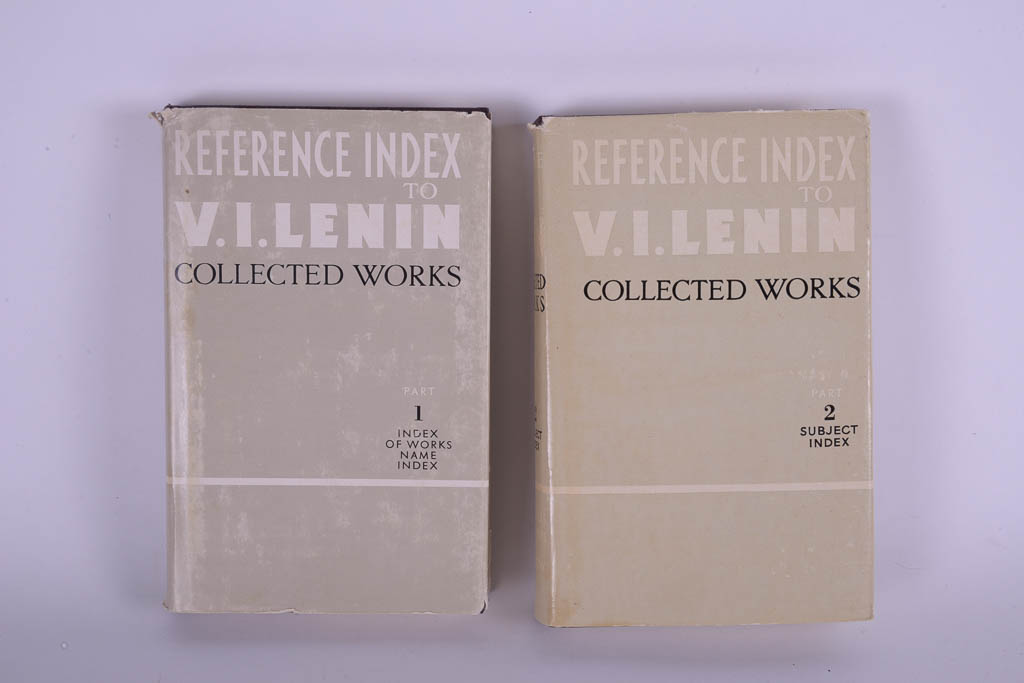 REFERENCE INDEX
TO
V.I.LENIN
COLLECTED WORKS
PART
1
INDEX
OF WORKS
NAME
INDEX
REFERENCE INDEX
TO
V.I.LENIN
COLLECTED WORKS
PART
2
SUBJECT
INDEX